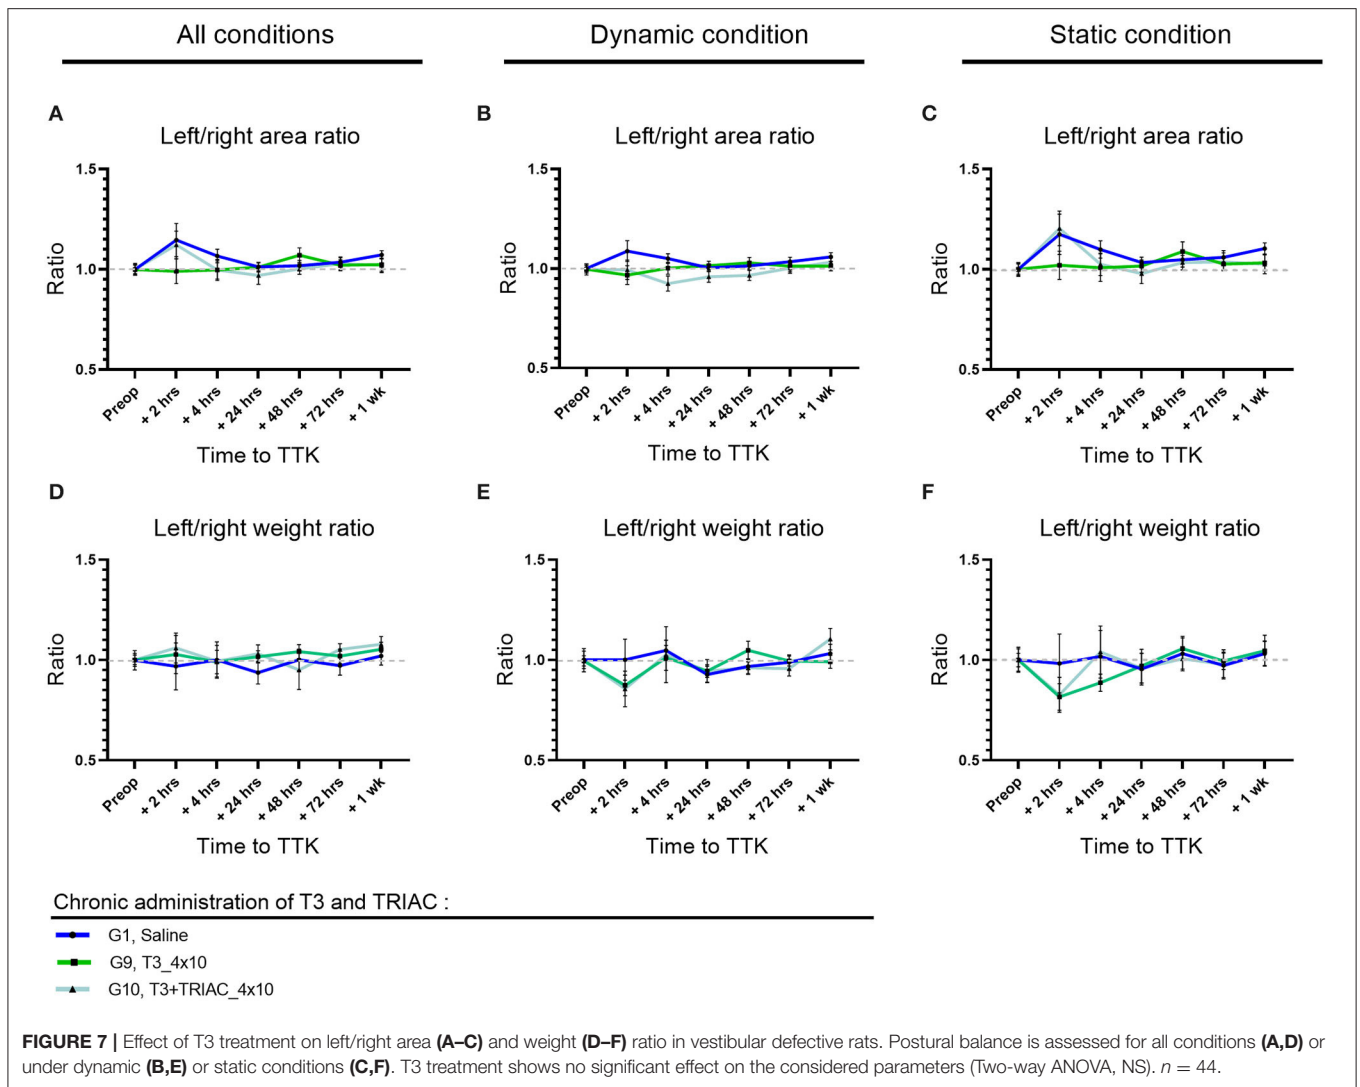 All conditions
Dynamic condition
Static condition
A
Left/right area ratio
1.5
1.0
0.5
Ratio
Preop
+ 2 hrs
+ 4 hrs
+ 24 hrs
+ 48 hrs
+ 72 hrs
+ 1 wk
Time to TTK
B
Left/right area ratio
1.5
1.0
0.5
Ratio
Preop
+ 2 hrs
+ 4 hrs
+ 24 hrs
+ 48 hrs
+ 72 hrs
+ 1 wk
Time to TTK
C
Left/right area ratio
1.5
1.0
0.5
Ratio
Preop
+ 2 hrs
+ 4 hrs
+ 24 hrs
+ 48 hrs
+ 72 hrs
+ 1 wk
Time to TTK
D
Left/right weight ratio
1.5
1.0
0.5
Ratio
Preop
+ 2 hrs
+ 4 hrs
+ 24 hrs
+ 48 hrs
+ 72 hrs
+ 1 wk
Time to TTK
E
Left/right weight ratio
1.5
1.0
0.5
Ratio
Preop
+ 2 hrs
+ 4 hrs
+ 24 hrs
+ 48 hrs
+ 72 hrs
+ 1 wk
Time to TTK
F
Left/right weight ratio
1.5
1.0
0.5
Ratio
Preop
+ 2 hrs
+ 4 hrs
+ 24 hrs
+ 48 hrs
+ 72 hrs
+ 1 wk
Time to TTK
Chronic administration of T3 and TRIAC :
G1, Saline
G9, T3_4x10
G10, T3+TRIAC_4x10
FIGURE 7 | Effect of T3 treatment on left/right area (A–C) and weight (D–F) ratio in vestibular defective rats. Postural balance is assessed for all conditions (A,D) or
under dynamic (B,E) or static conditions (C,F). T3 treatment shows no significant effect on the considered parameters (Two-way ANOVA, NS). n = 44.